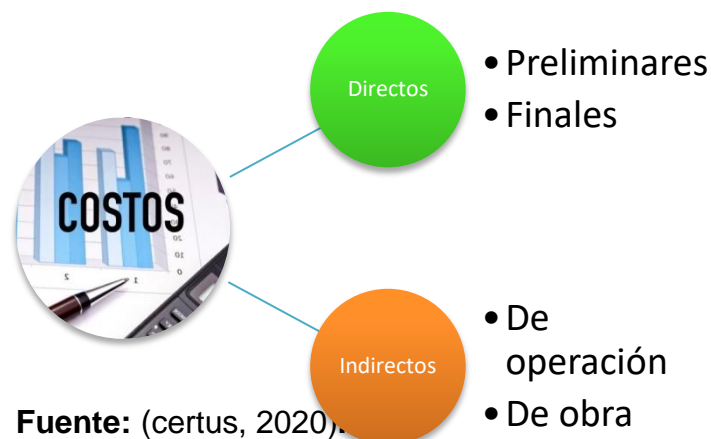 COSTOS
Directos
• Preliminares
• Finales
Indirectos
• De
operación
• De obra
Fuente: (certus, 2020).